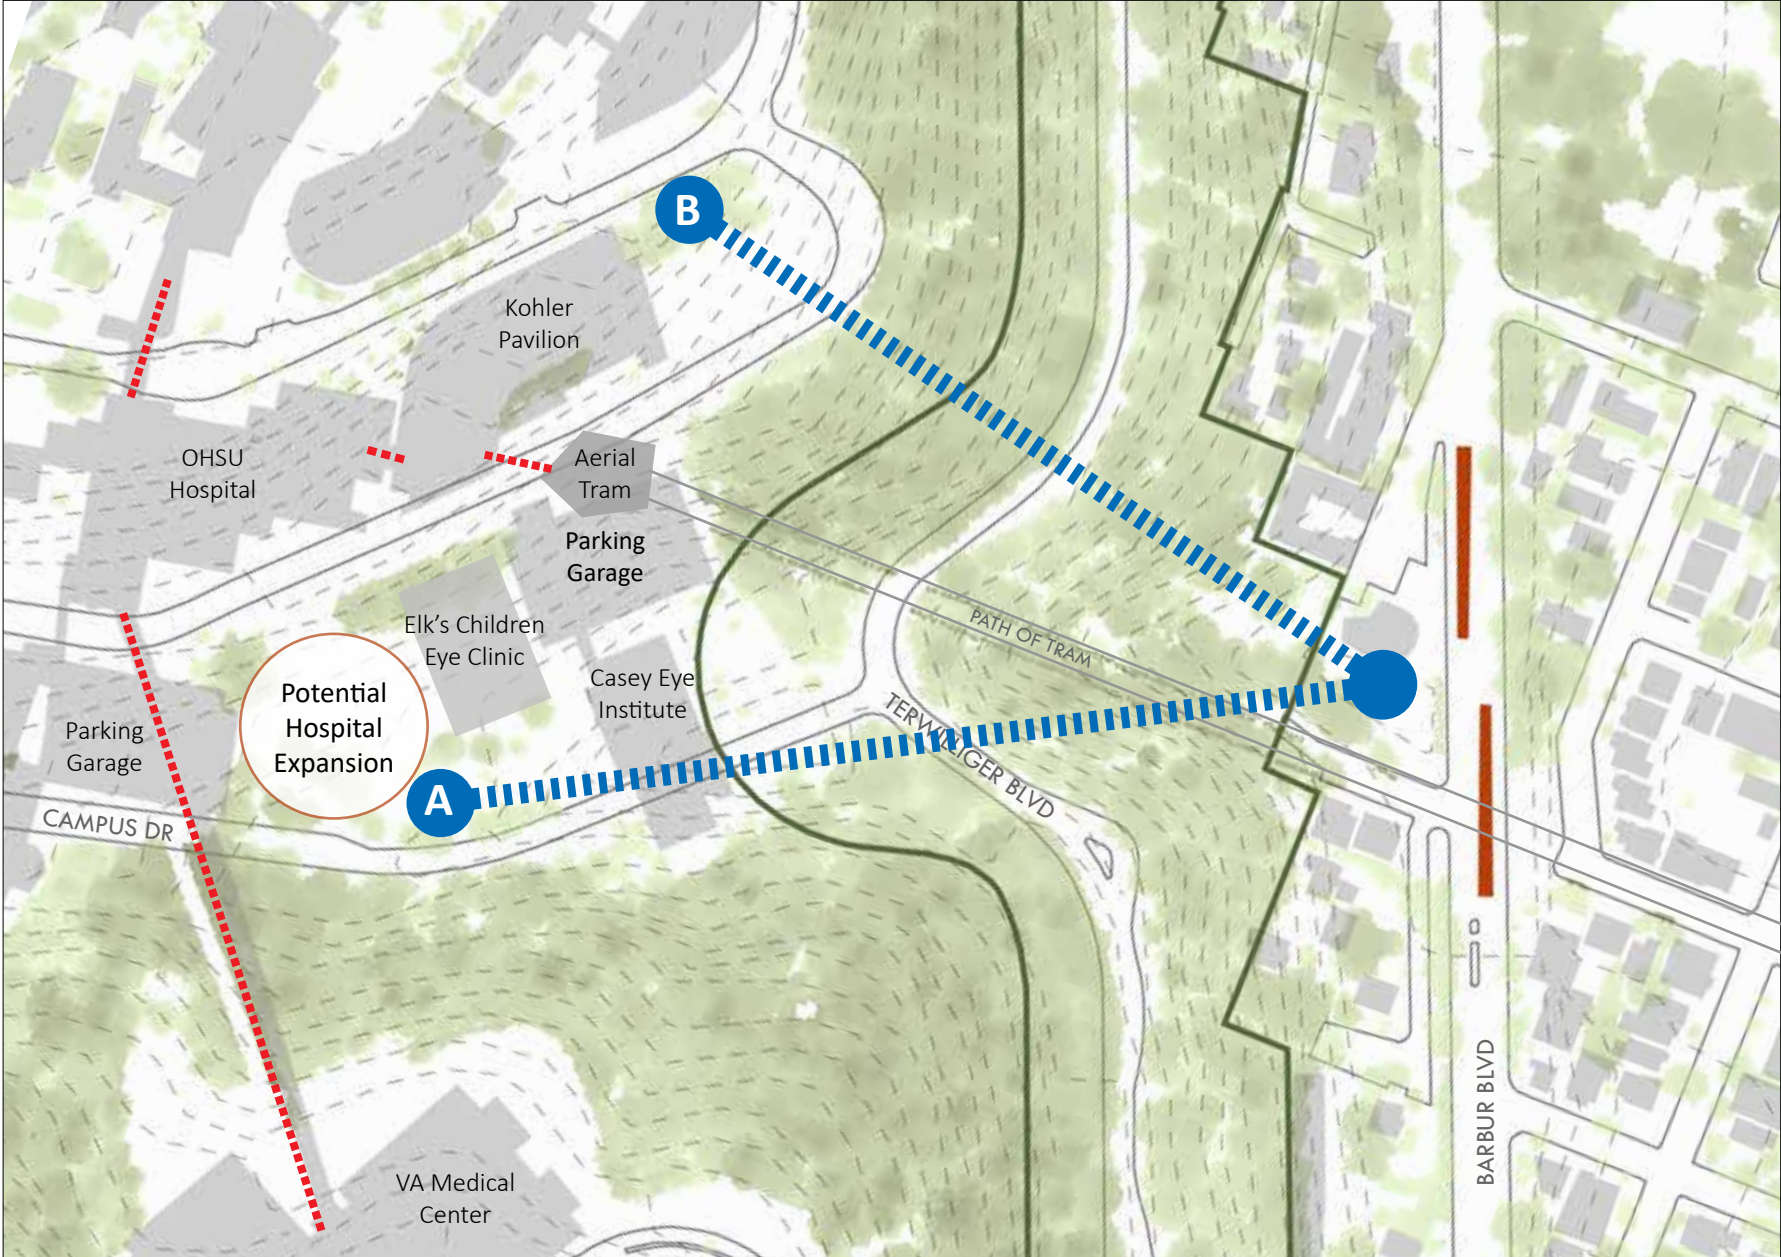 B
Kohler
Pavilion
OHSU
Hospital
Aerial
Tram
Parking
Garage
Elk's Children
Eye Clinic
PATH OF TRAM
Casey Eye
Institute
Potential
Hospital
Expansion
Parking
Garage
TERWILLIGER BLVD
A
CAMPUS DR
BARBUR BLVD
VA Medical
Center